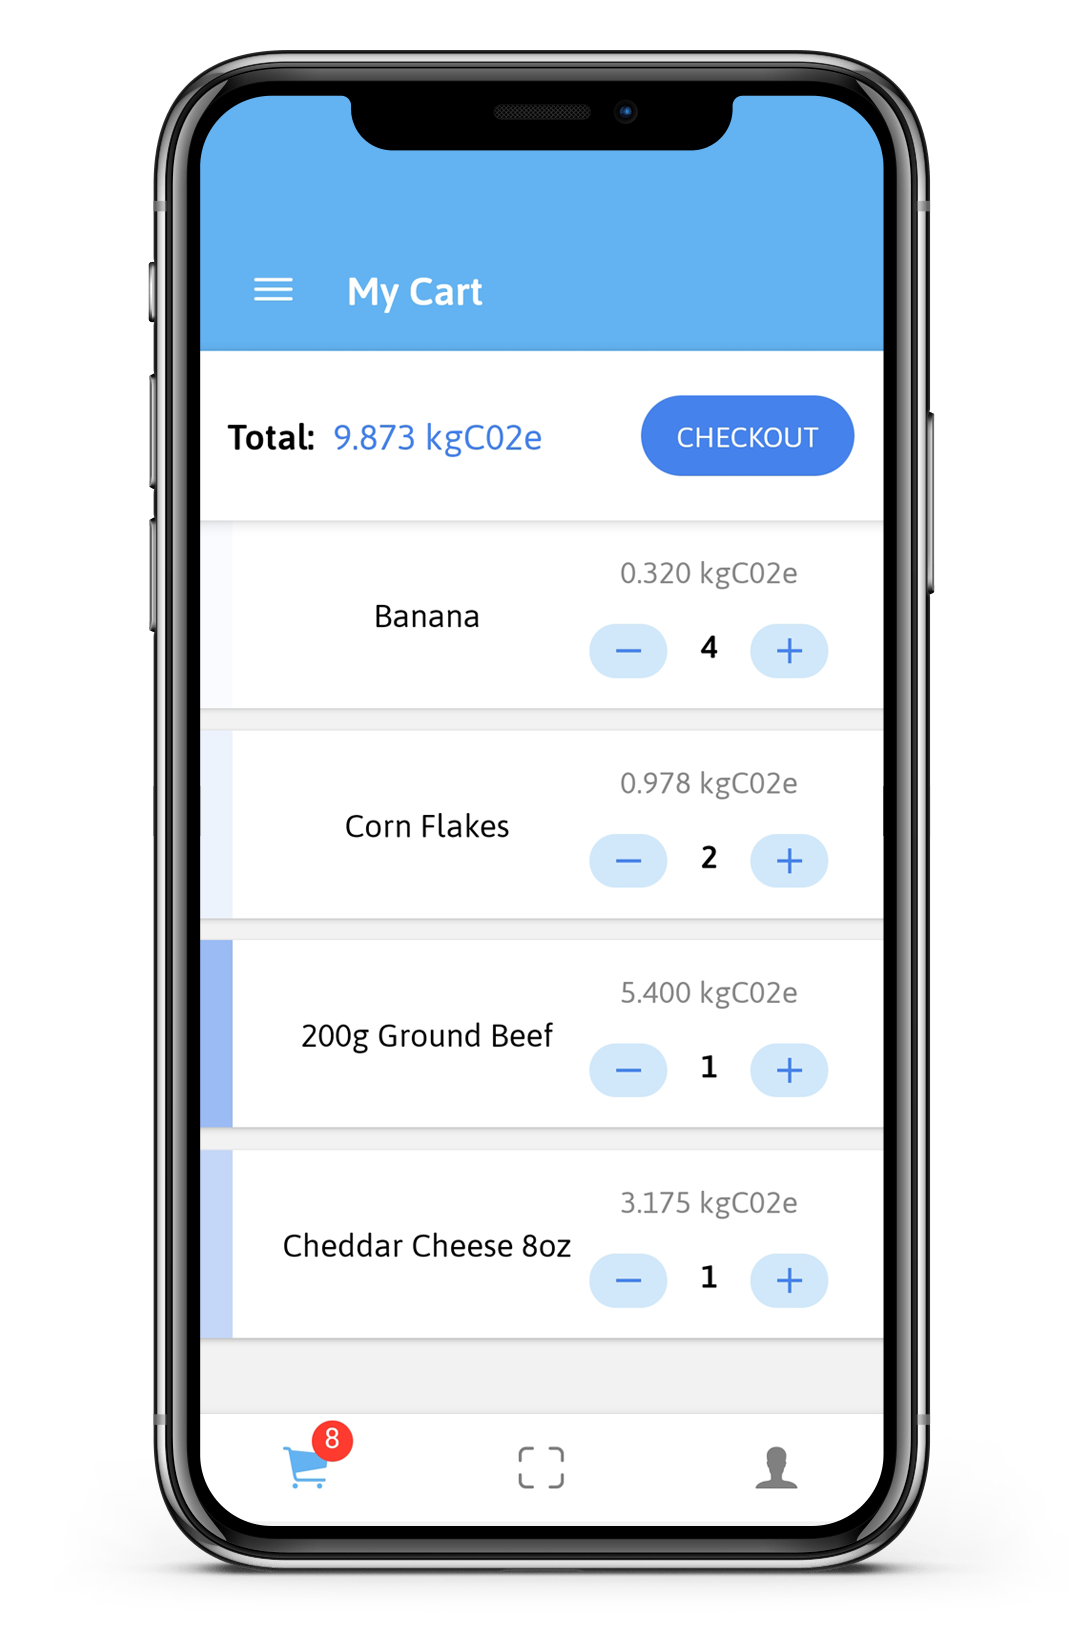 My Cart
Total: 9.873 kgC02e
CHECKOUT
0.320 kgC02e
Banana
4
0.978 kgC02e
Corn Flakes
2
5.400 kgC02e
200g Ground Beef
1
3.175 kgC02e
Cheddar Cheese 8oz
1
8